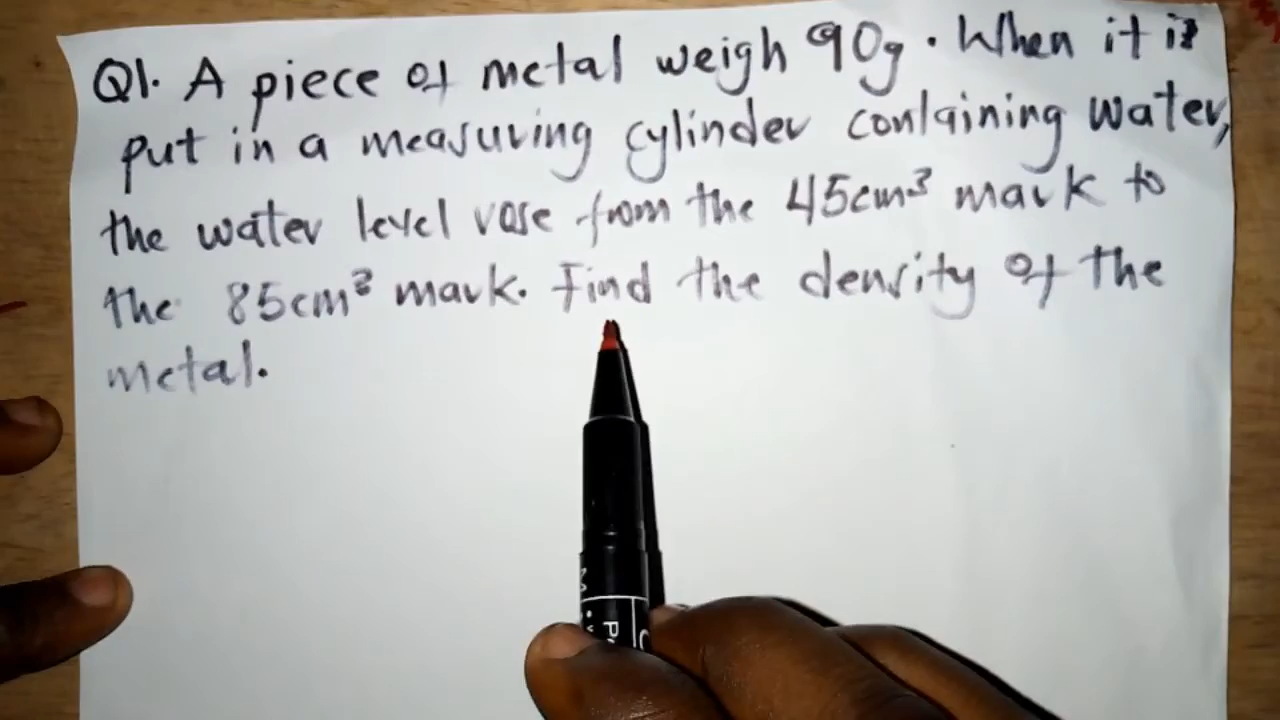 Q1. A piece of metal weigh 90g. When it is
put in a measuring cylinder containing water,
the water level rose from the 45cm³ mark to
the 85cm³ mark. Find the density of the
metal.